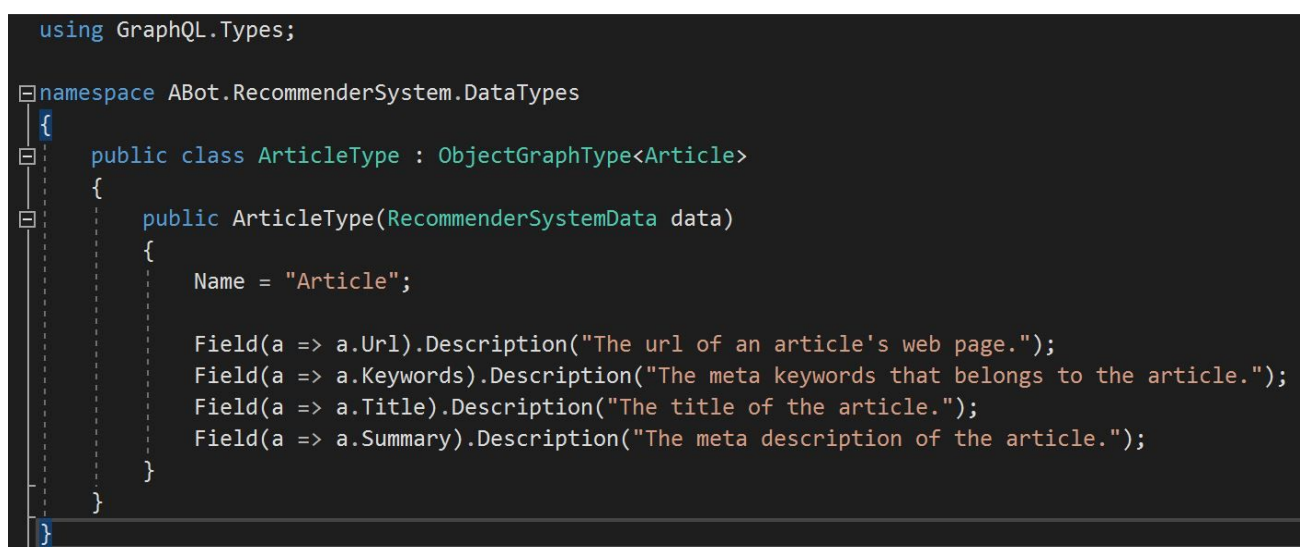 using GraphQL.Types;
namespace ABot.RecommenderSystem.DataTypes
{
public class ArticleType : ObjectGraphType<Article>
{
public ArticleType(RecommenderSystemData data)
{
Name = "Article";
Field(a => a.Url).Description("The url of an article's web page.");
Field(a => a.Keywords).Description("The meta keywords that belongs to the article.");
Field(a => a.Title).Description("The title of the article.");
Field(a => a.Summary).Description("The meta description of the article.");
}
}
}